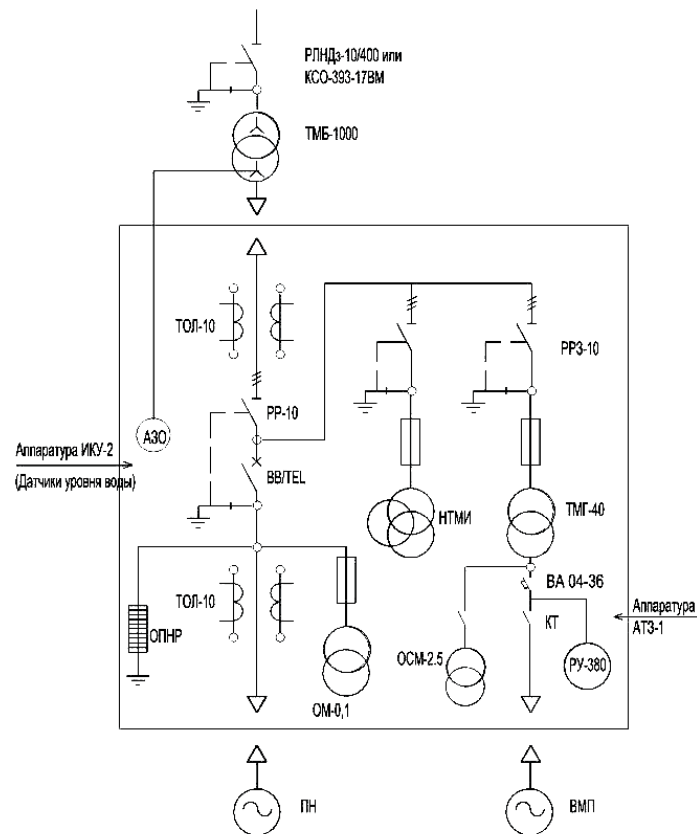 РЛНДз-10/400 или
КСО-393-17ВМ
ТМБ-1000
ТОЛ-10
РРЗ-10
РР-10
АЗО
Аппаратура ИКУ-2
(Датчики уровня воды)
BB/TEL
НТМИ
ТМГ-40
ТОЛ-10
ВА 04-36
Аппаратура
АТЗ-1
КТ
ОПНР
ОСМ-2.5
РУ-380
ОМ-0,1
ПН
ВМП